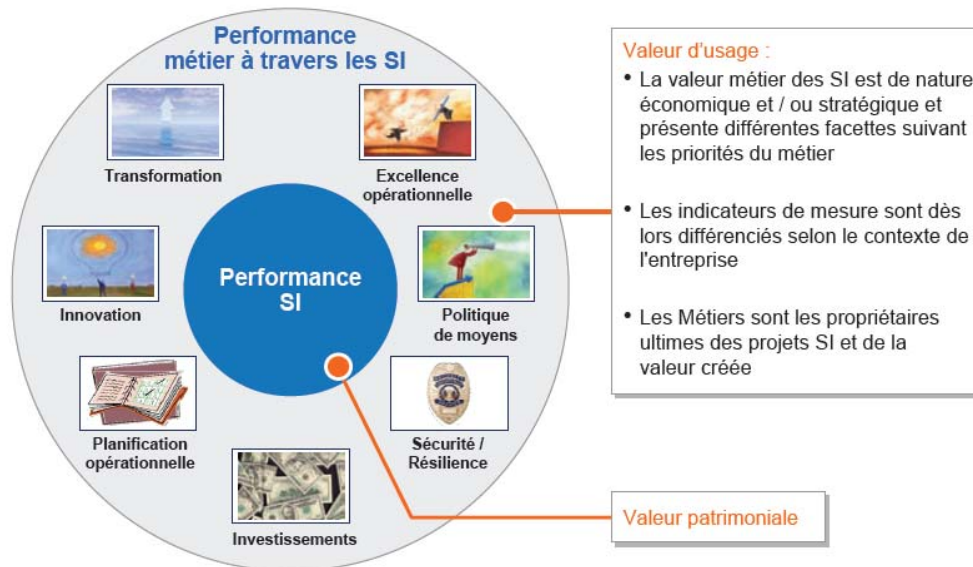 Performance
métier à travers les SI
Transformation
Excellence
opérationnelle
Innovation
Performance
SI
Politique
de moyens
Planification
opérationnelle
Sécurité /
Résilience
Investissements
Valeur d'usage :
• La valeur métier des SI est de nature
économique et / ou stratégique et
présente différentes facettes suivant
les priorités du métier
• Les indicateurs de mesure sont dès
lors différenciés selon le contexte de
l'entreprise
• Les Métiers sont les propriétaires
ultimes des projets SI et de la
valeur créée
Valeur patrimoniale